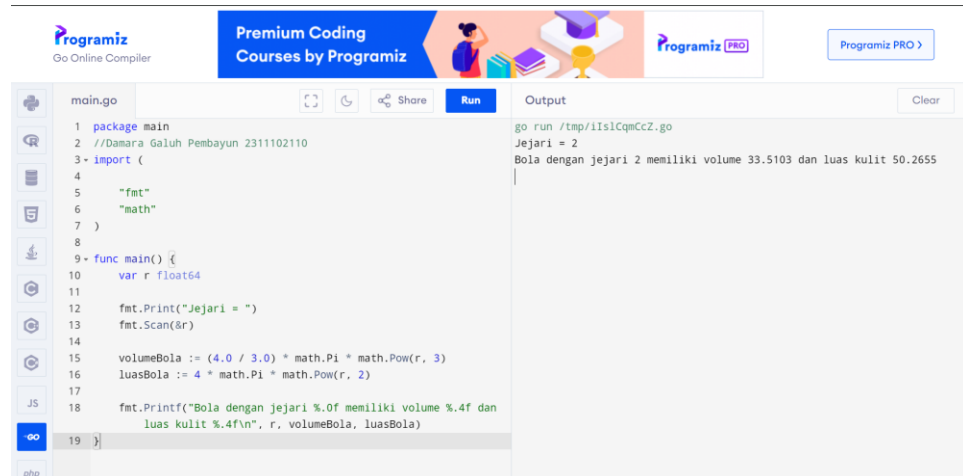 Programiz
Go Online Compiler
Premium Coding
Courses by Programiz
Programiz PRO
Programiz PRO >
main.go
Share
Run
Output
Clear
1 package main
2 //Damara Galuh Pembayun 2311102110
3 import (
4
5 "fmt"
6 "math"
7 )
8
9 func main() {
10 var r float64
11
12 fmt.Print("Jejari = ")
13 fmt.Scan(&r)
14
15 volumeBola := (4.0 / 3.0) * math.Pi * math.Pow(r, 3)
16 luasBola := 4 * math.Pi * math.Pow(r, 2)
17
18 fmt.Printf("Bola dengan jejari %.0f memiliki volume %.4f dan
luas kulit %.4f\n", r, volumeBola, luasBola)
19 }
go run /tmp/iIslCqmCcZ.go
Jejari = 2
Bola dengan jejari 2 memiliki volume 33.5103 dan luas kulit 50.2655
R
5
C
JS
GO
php